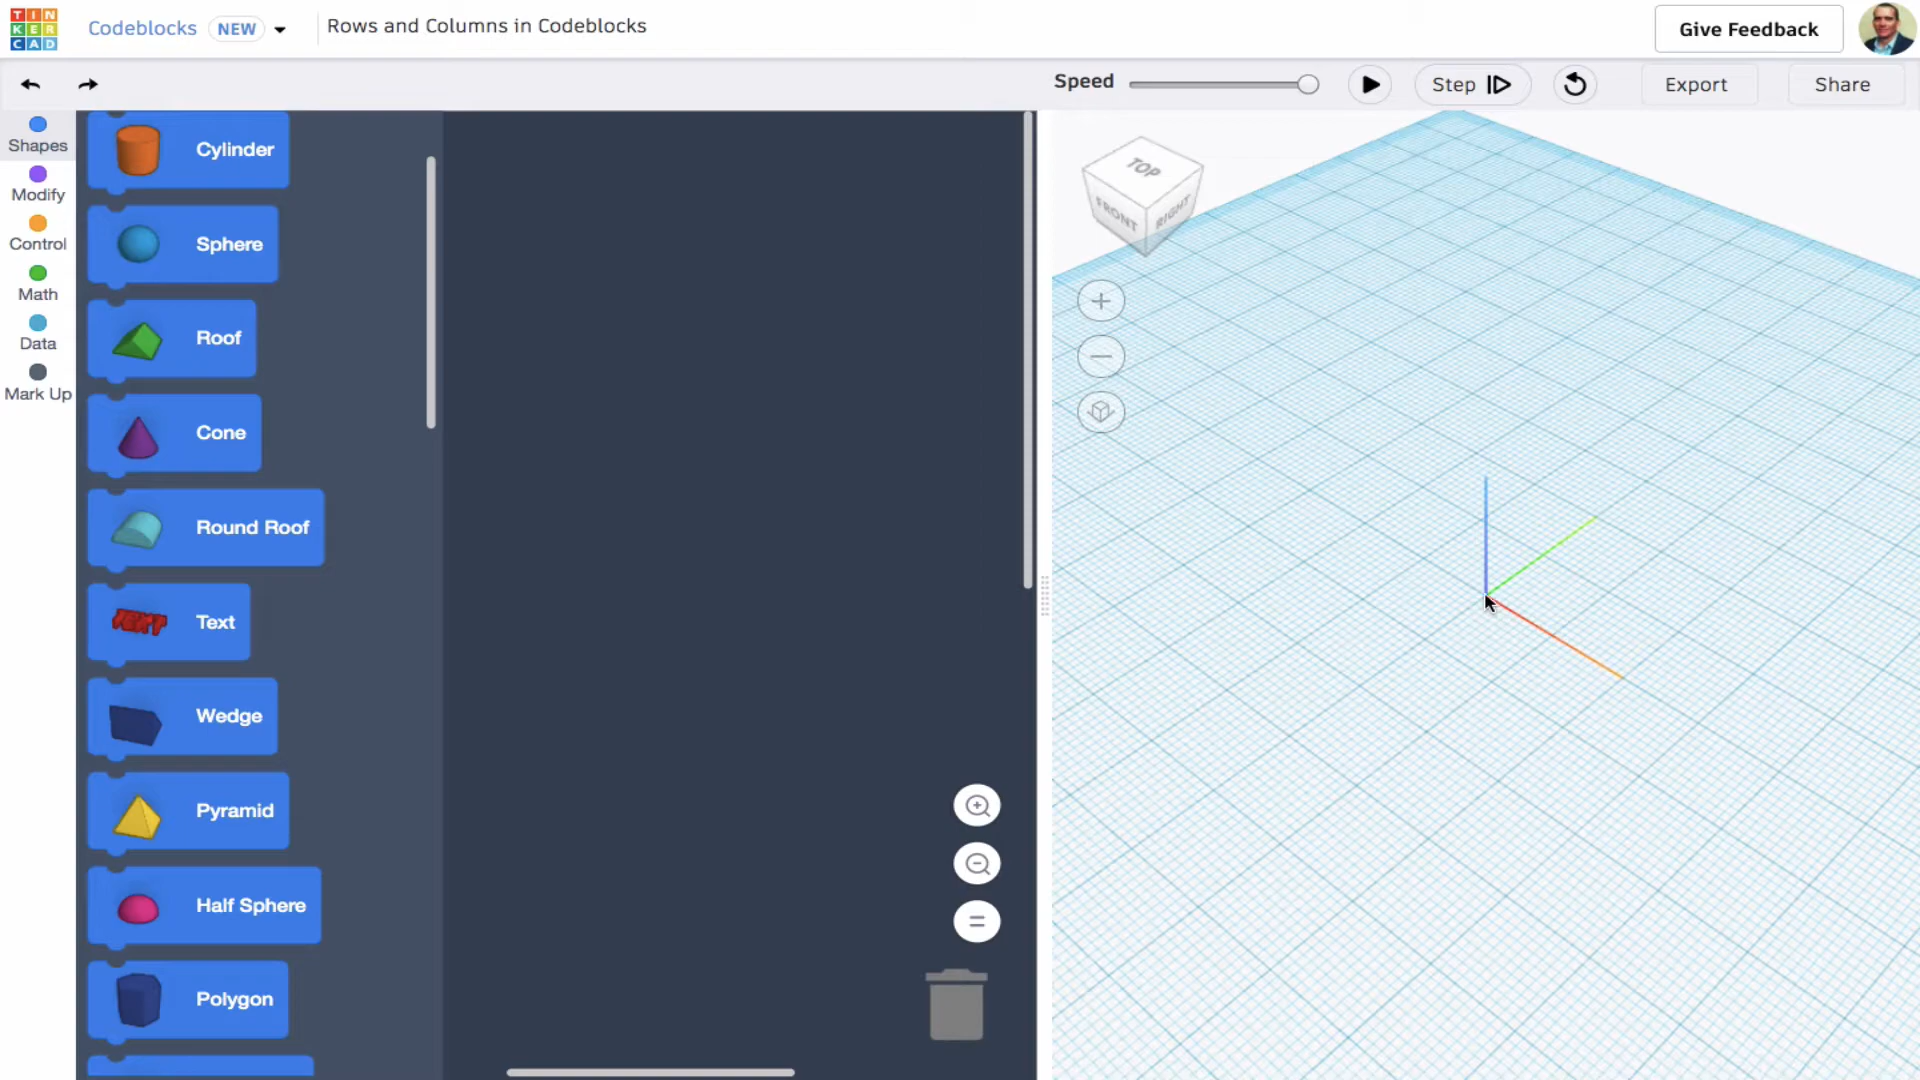 TIN
KER
CAD
Codeblocks NEW
Rows and Columns in Codeblocks
Give Feedback
Speed
Step
Export
Share
Shapes
Modify
Control
Math
Data
Mark Up
Cylinder
Sphere
Roof
Cone
Round Roof
TEXT Text
Wedge
Pyramid
Half Sphere
Polygon
TOP
FRONT
RIGHT